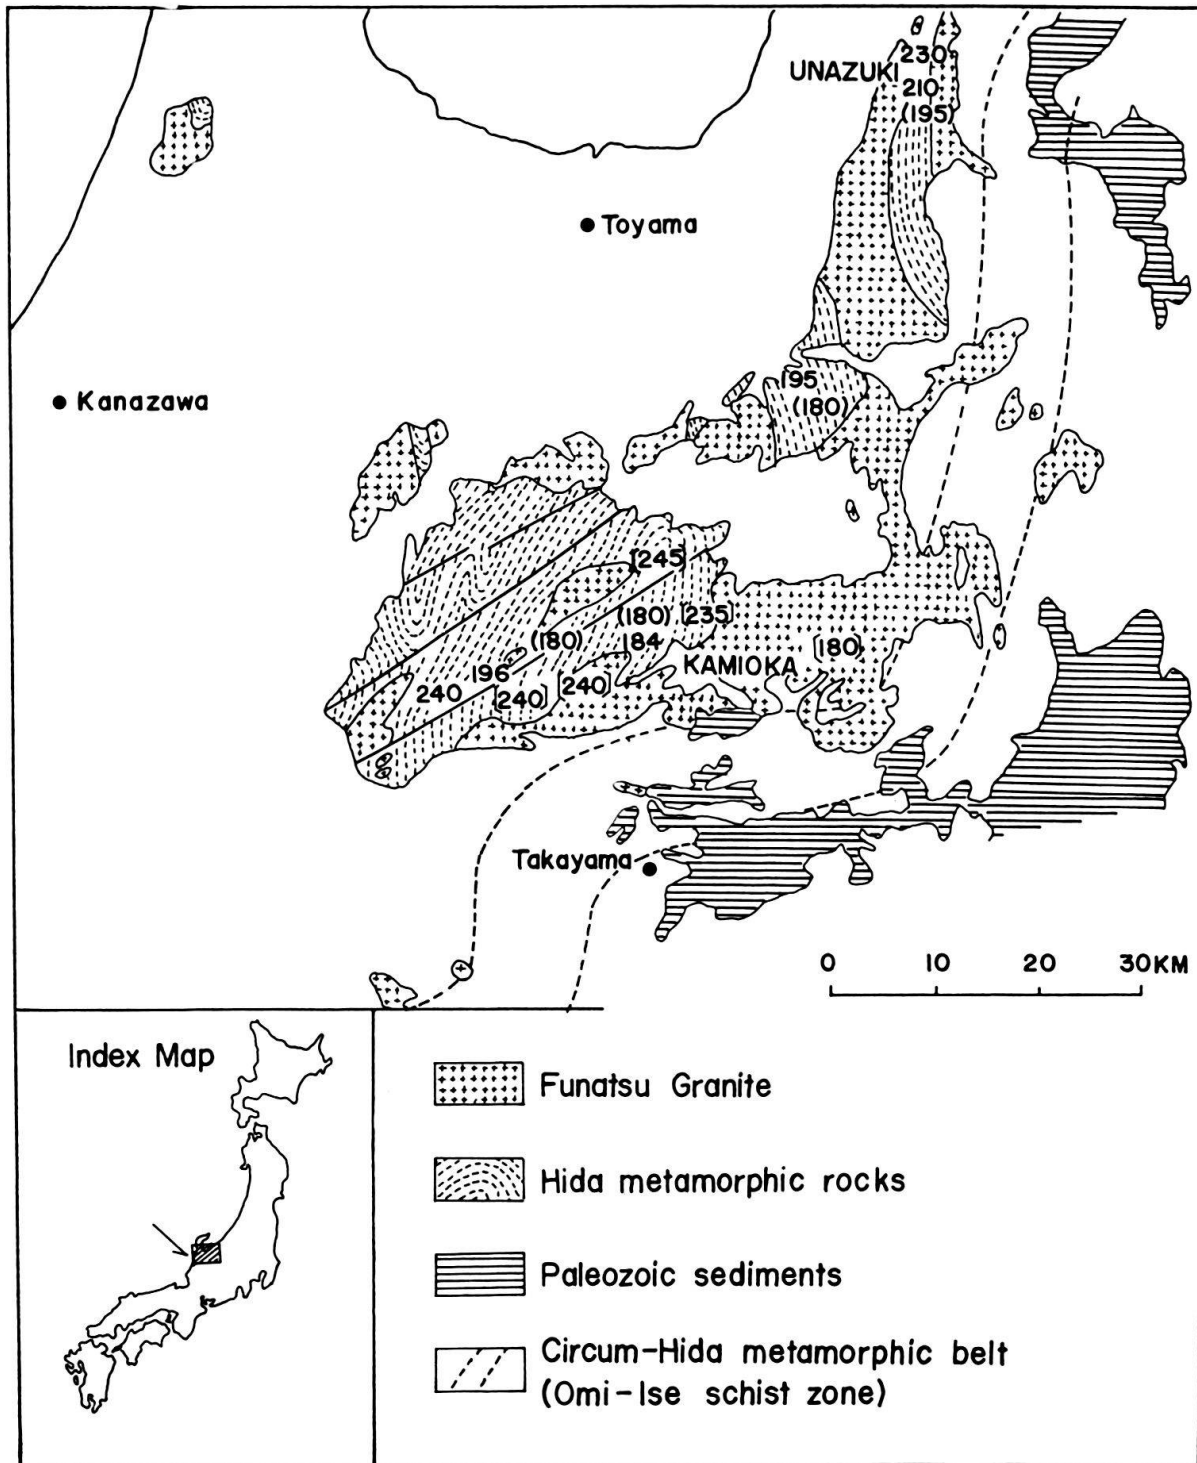 230
UNAZUKI
210
(195)
Toyama
195
(180)
Kanazawa
[245]
(180) [235]
(180) 184
KAMIOKA [180]
196
240 [240] [240]
Takayama
0 10 20 30KM
Index Map
Funatsu Granite
Hida metamorphic rocks
Paleozoic sediments
Circum-Hida metamorphic belt
(Omi-Ise schist zone)